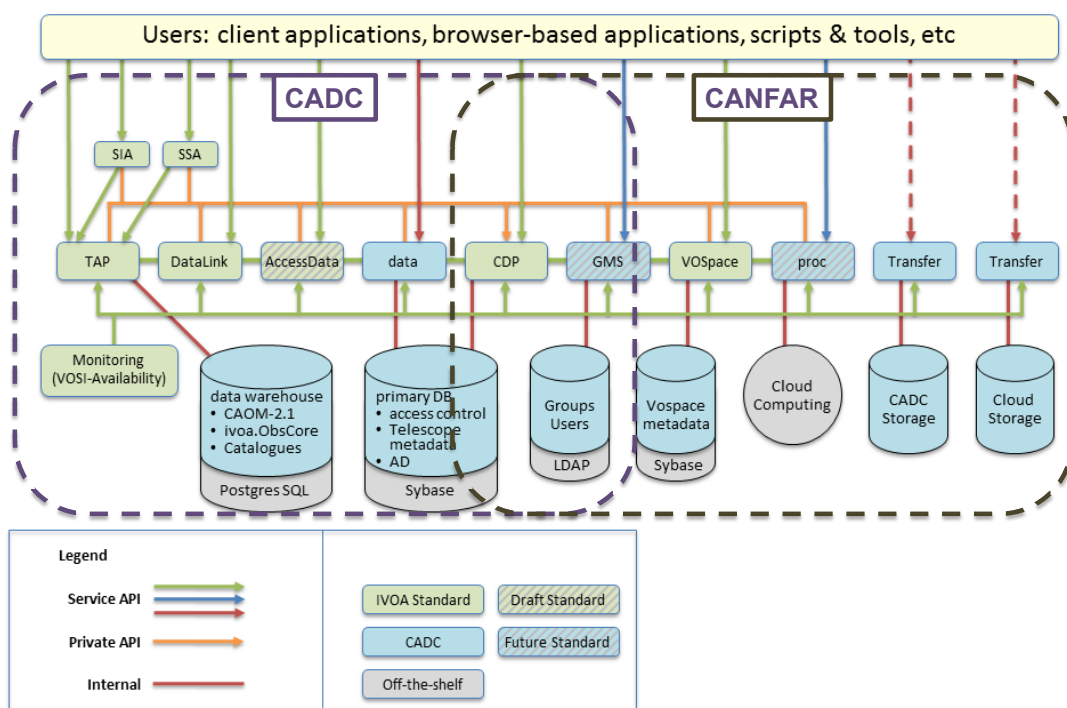 Users: client applications, browser-based applications, scripts & tools, etc
CADC
CANFAR
SIA
SSA
TAP
DataLink
AccessData
data
CDP
GMS
VOSpace
proc
Transfer
Transfer
Monitoring
(VOSI-Availability)
data warehouse
• CAOM-2.1
• ivoa.ObsCore
• Catalogues
Postgres SQL
primary DB
• access control
• Telescope
metadata
• AD
Sybase
Groups
Users
LDAP
Vospace
metadata
Sybase
Cloud
Computing
CADC
Storage
Cloud
Storage
Legend
Service API
Private API
Internal
IVOA Standard
Draft Standard
CADC
Future Standard
Off-the-shelf